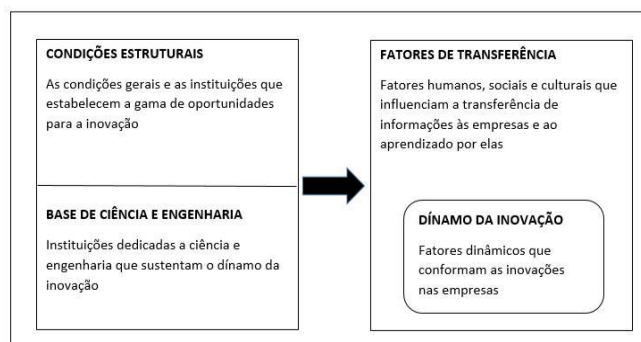 CONDIÇÕES ESTRUTURAIS
As condições gerais e as instituições que
estabelecem a gama de oportunidades
para a inovação
BASE DE CIÊNCIA E ENGENHARIA
Instituições dedicadas a ciência e
engenharia que sustentam o dínamo da
inovação
FATORES DE TRANSFERÊNCIA
Fatores humanos, sociais e culturais que
influenciam a transferência de
informações às empresas e ao
aprendizado por elas
DÍNAMO DA INOVAÇÃO
Fatores dinâmicos que
conformam as inovações
nas empresas